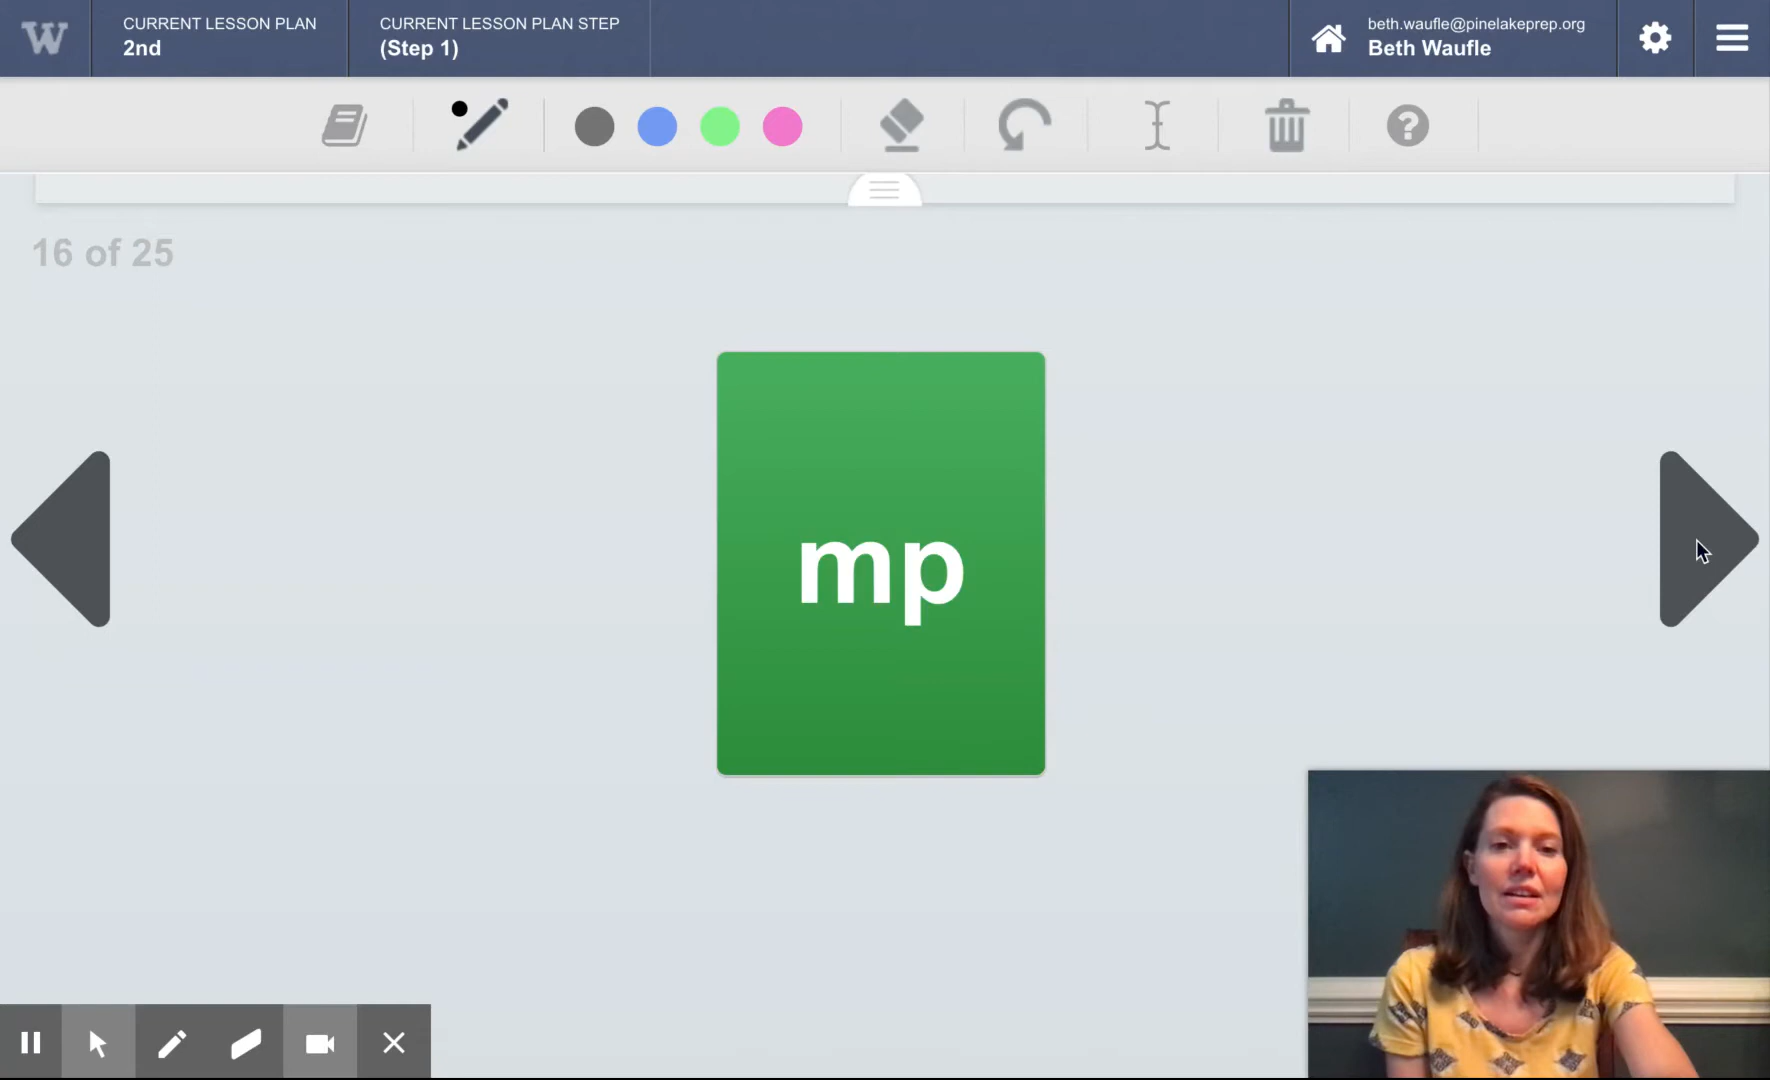 W
CURRENT LESSON PLAN
2nd
CURRENT LESSON PLAN STEP
(Step 1)
beth.waufle@pinelakeprep.org
Beth Waufle
?
16 of 25
mp